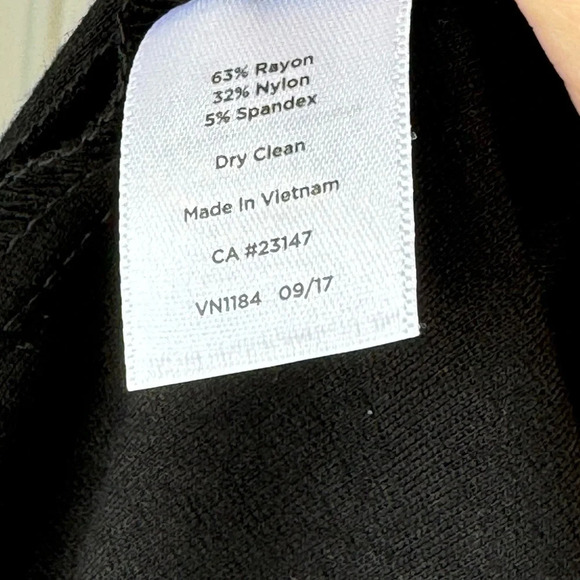 63% Rayon
32% Nylon
5% Spandex
Dry Clean
Made In Vietnam
CA #23147
VN1184 09/17